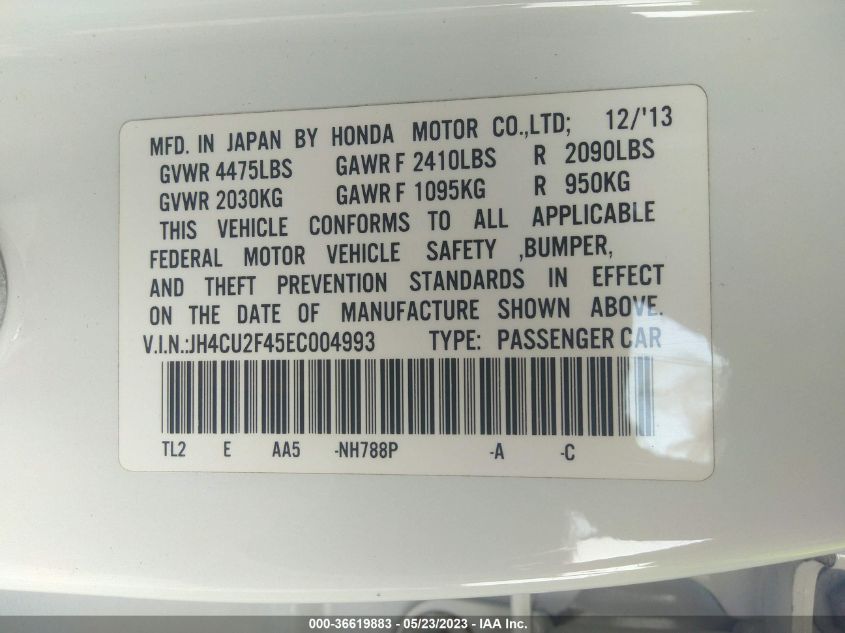 MFD. IN JAPAN BY HONDA MOTOR CO.,LTD; 12/'13
GVWR 4475LBS GAWR F 2410LBS R 2090LBS
GVWR 2030KG GAWR F 1095KG R 950KG
THIS VEHICLE CONFORMS TO ALL APPLICABLE
FEDERAL MOTOR VEHICLE SAFETY ,BUMPER,
AND THEFT PREVENTION STANDARDS IN EFFECT
ON THE DATE OF MANUFACTURE SHOWN ABOVE.
V.I.N.:JH4CU2F45EC004993 TYPE: PASSENGER CAR
TL2 E AA5 -NH788P -A -C
000-36619883 - 05/23/2023 - IAA Inc.